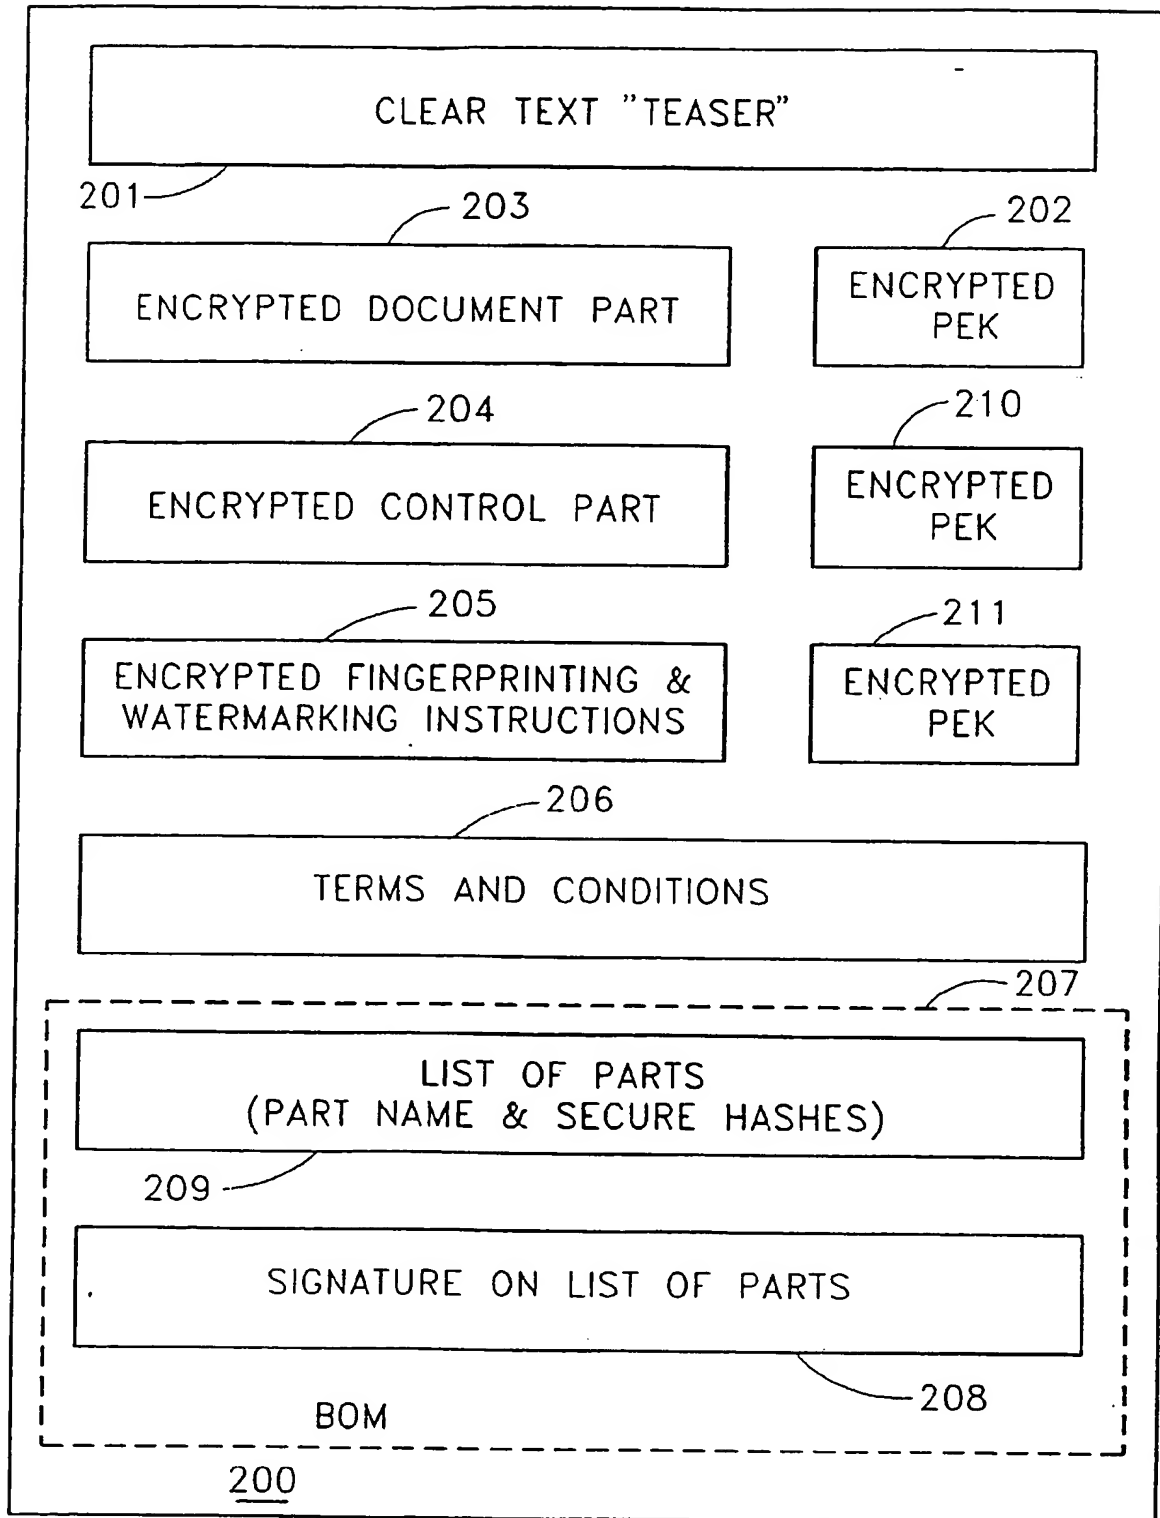 CLEAR TEXT "TEASER"
201
203
202
ENCRYPTED DOCUMENT PART
ENCRYPTED
PEK
204
210
ENCRYPTED CONTROL PART
ENCRYPTED
PEK
205
211
ENCRYPTED FINGERPRINTING &
WATERMARKING INSTRUCTIONS
ENCRYPTED
PEK
206
TERMS AND CONDITIONS
207
LIST OF PARTS
(PART NAME & SECURE HASHES)
209
SIGNATURE ON LIST OF PARTS
208
BOM
200